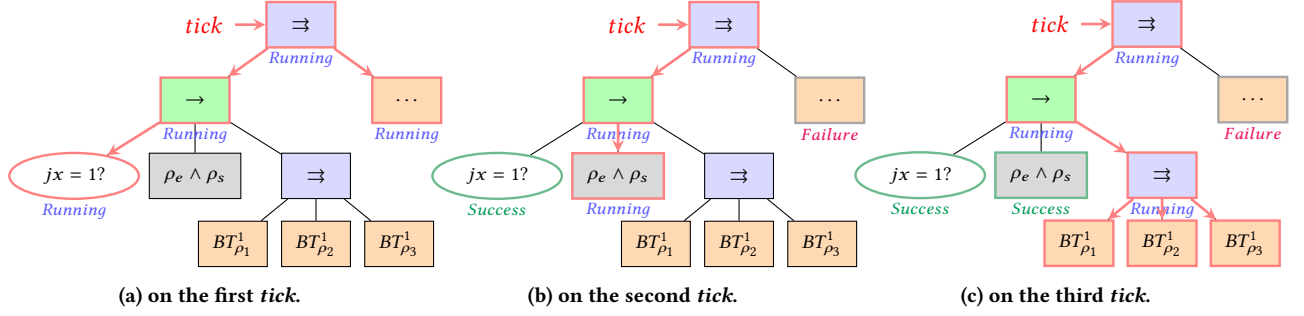 tick ⇉
Running
→ ⋯
Running Running
jx = 1? ρe ∧ ρs ⇉
Running
BT¹ρ1 BT¹ρ2 BT¹ρ3
(a) on the first tick.
tick ⇉
Running
→ ⋯
Running Failure
jx = 1? ρe ∧ ρs ⇉
Success Running
BT¹ρ1 BT¹ρ2 BT¹ρ3
(b) on the second tick.
tick ⇉
Running
→ ⋯
Running Failure
jx = 1? ρe ∧ ρs ⇉
Success Success Running
BT¹ρ1 BT¹ρ2 BT¹ρ3
(c) on the third tick.